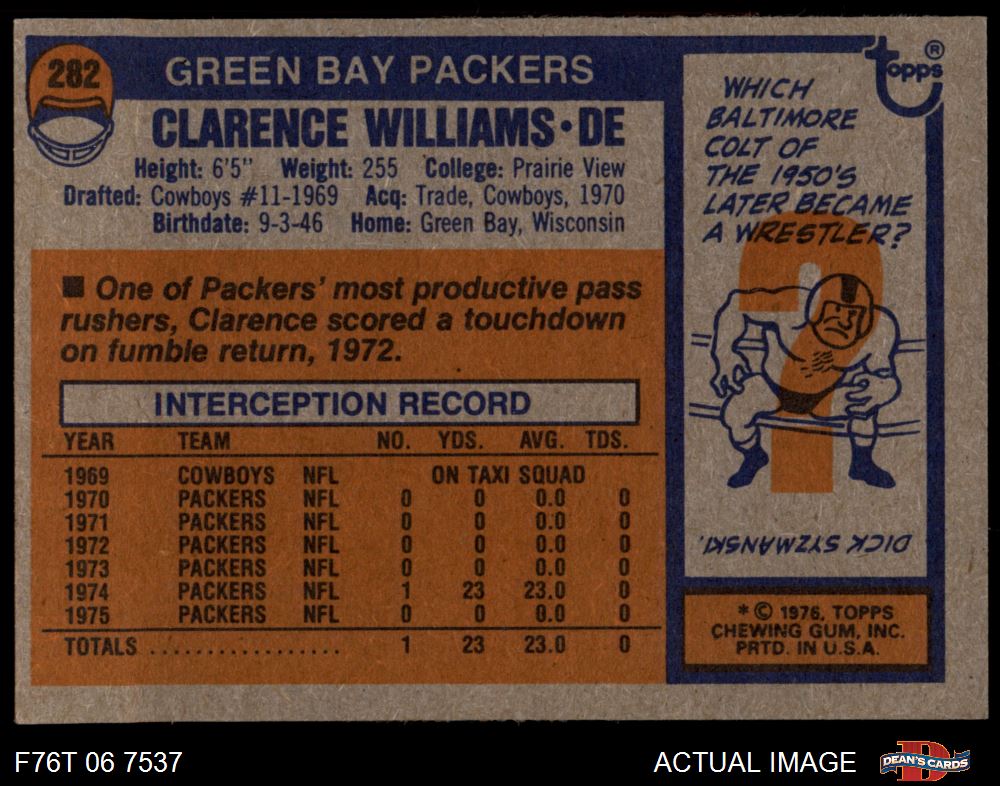 282
GREEN BAY PACKERS
CLARENCE WILLIAMS • DE
Height: 6'5" Weight: 255 College: Prairie View
Drafted: Cowboys #11-1969 Acq: Trade, Cowboys, 1970
Birthdate: 9-3-46 Home: Green Bay, Wisconsin
■ One of Packers' most productive pass
rushers, Clarence scored a touchdown
on fumble return, 1972.
INTERCEPTION RECORD
YEAR TEAM NO. YDS. AVG. TDS.
1969 COWBOYS NFL ON TAXI SQUAD
1970 PACKERS NFL 0 0 0.0 0
1971 PACKERS NFL 0 0 0.0 0
1972 PACKERS NFL 0 0 0.0 0
1973 PACKERS NFL 0 0 0.0 0
1974 PACKERS NFL 1 23 23.0 0
1975 PACKERS NFL 0 0 0.0 0
TOTALS .................. 1 23 23.0 0
Topps ®
WHICH
BALTIMORE
COLT OF
THE 1950'S
LATER BECAME
A WRESTLER?
?
DICK SYZMANSKI.
* © 1976, TOPPS
CHEWING GUM, INC.
PRTD. IN U.S.A.
F76T 06 7537
ACTUAL IMAGE
D
DEAN'S CARDS